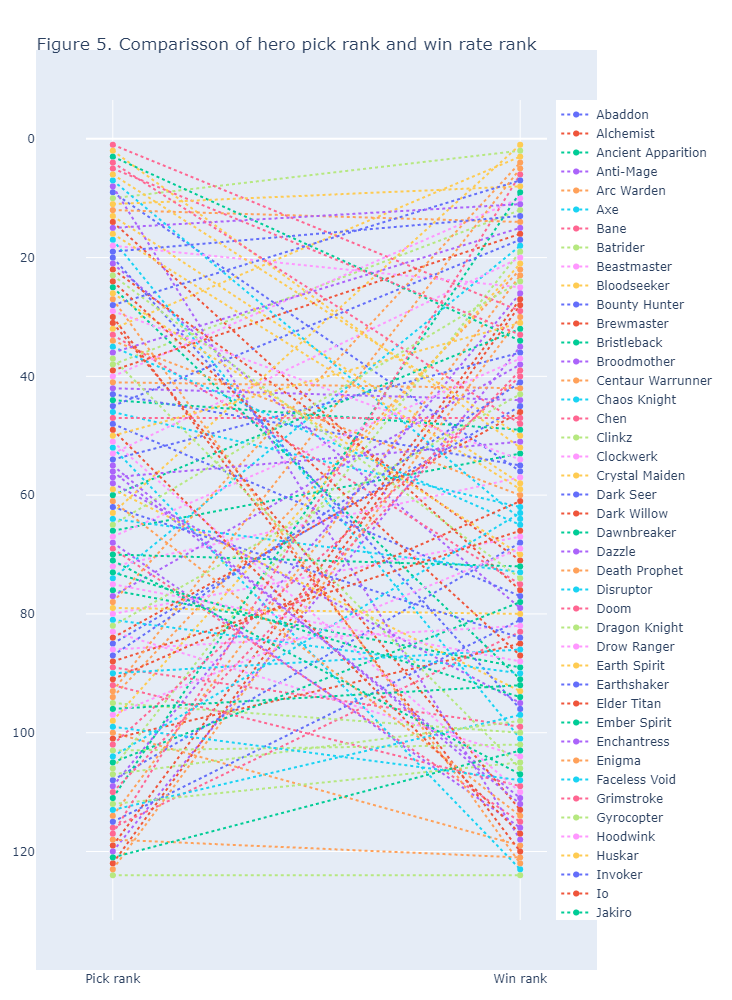 Figure 5. Comparisson of hero pick rank and win rate rank
0
20
40
60
80
100
120
Pick rank
Win rank
Abaddon
Alchemist
Ancient Apparition
Anti-Mage
Arc Warden
Axe
Bane
Batrider
Beastmaster
Bloodseeker
Bounty Hunter
Brewmaster
Bristleback
Broodmother
Centaur Warrunner
Chaos Knight
Chen
Clinkz
Clockwerk
Crystal Maiden
Dark Seer
Dark Willow
Dawnbreaker
Dazzle
Death Prophet
Disruptor
Doom
Dragon Knight
Drow Ranger
Earth Spirit
Earthshaker
Elder Titan
Ember Spirit
Enchantress
Enigma
Faceless Void
Grimstroke
Gyrocopter
Hoodwink
Huskar
Invoker
Io
Jakiro